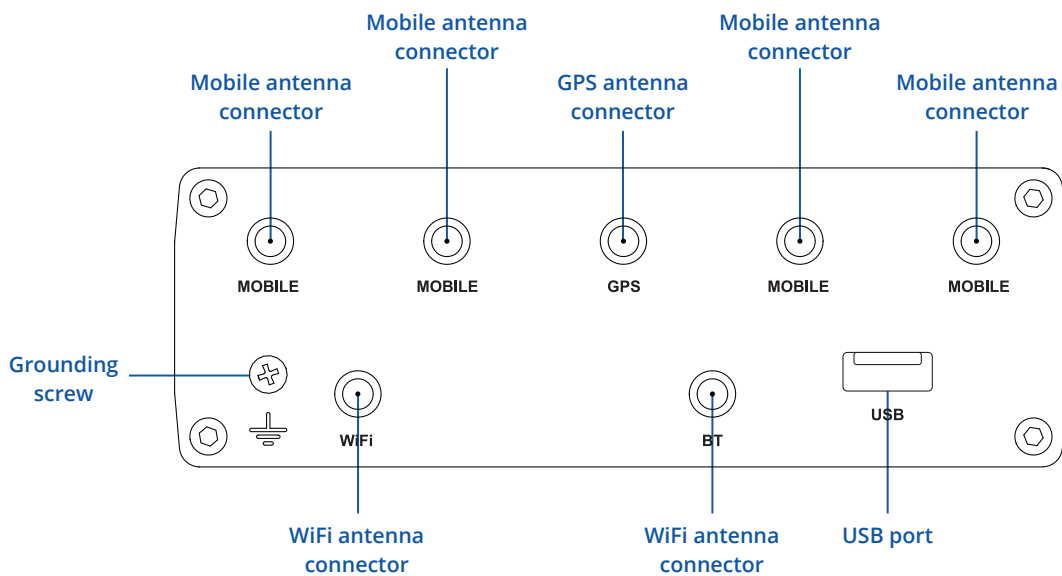 Mobile antenna
connector
Mobile antenna
connector
Mobile antenna
connector
GPS antenna
connector
Mobile antenna
connector
MOBILE
MOBILE
GPS
MOBILE
MOBILE
Grounding
screw
WiFi
BT
USB
WiFi antenna
connector
WiFi antenna
connector
USB port